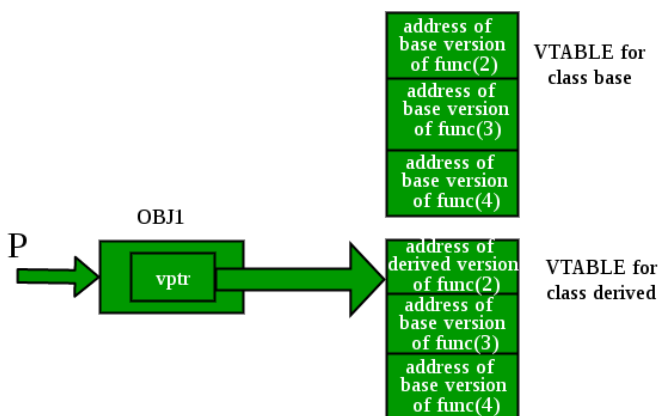 address of
base version
of func(2)
VTABLE for
class base
address of
base version
of func(3)
address of
base version
of func(4)
OBJ1
P
vptr
address of
derived version
of func(2)
VTABLE for
class derived
address of
base version
of func(3)
address of
base version
of func(4)